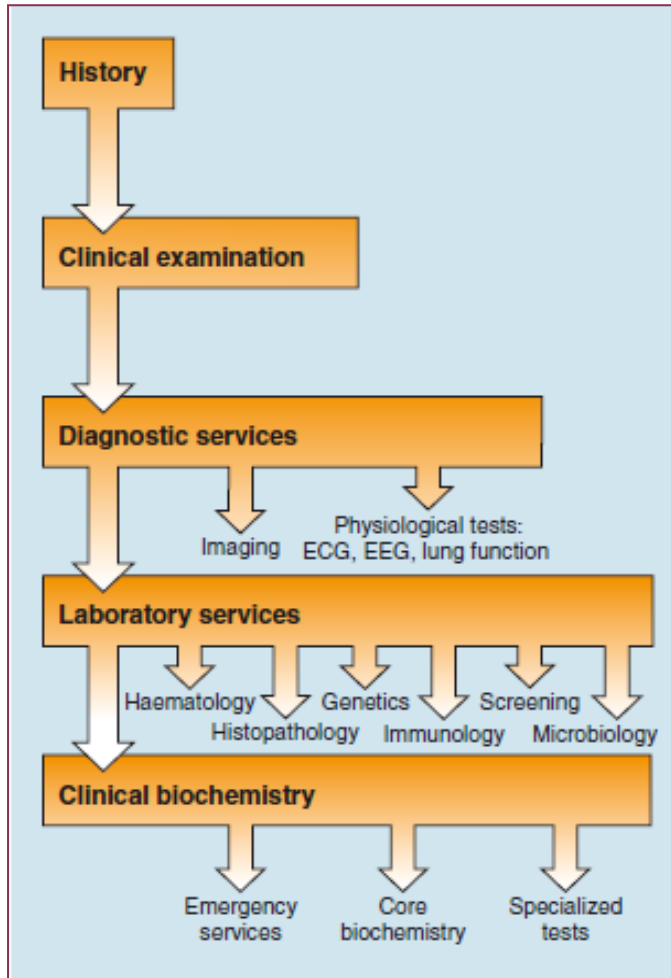 History
Clinical examination
Diagnostic services
Imaging
Physiological tests:
ECG, EEG, lung function
Laboratory services
Haematology
Histopathology
Genetics
Immunology
Screening
Microbiology
Clinical biochemistry
Emergency
services
Core
biochemistry
Specialized
tests